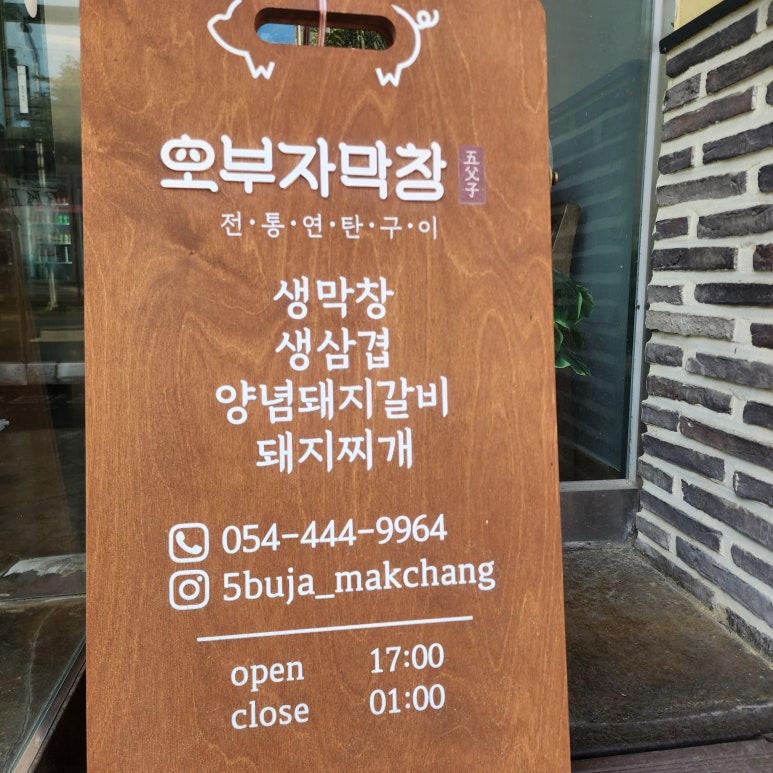 오부자막창 五父子
전·통·연·탄·구·이
생막창
생삼겹
양념돼지갈비
돼지찌개
054-444-9964
5buja_makchang
open 17:00
close 01:00